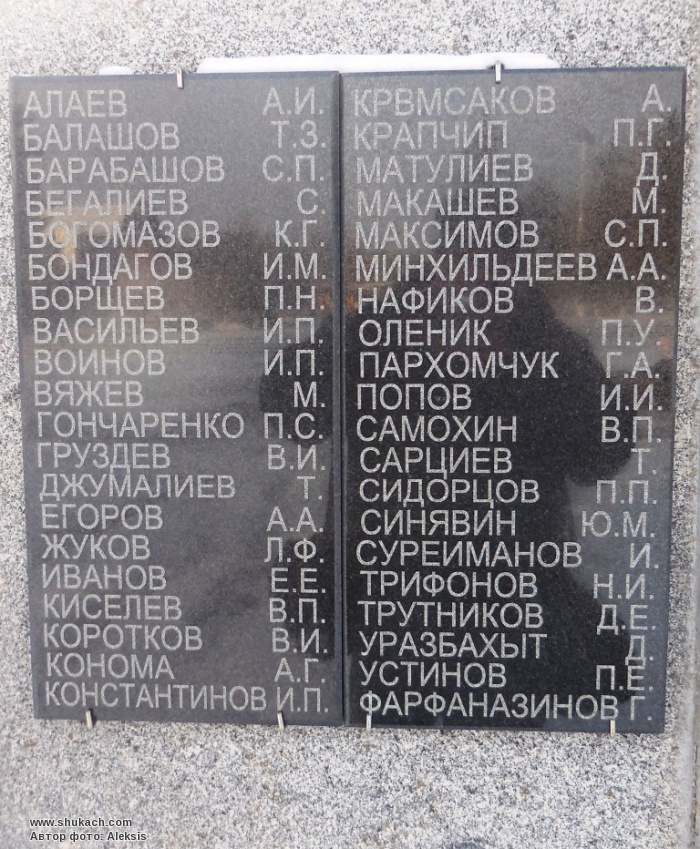 АЛАЕВ А.И.
БАЛАШОВ Т.З.
БАРАБАШОВ С.П.
БЕГАЛИЕВ С.
БОГОМАЗОВ К.Г.
БОНДАГОВ И.М.
БОРЩЕВ П.Н.
ВАСИЛЬЕВ И.П.
ВОИНОВ И.П.
ВЯЖЕВ М.
ГОНЧАРЕНКО П.С.
ГРУЗДЕВ В.И.
ДЖУМАЛИЕВ Т.
ЕГОРОВ А.А.
ЖУКОВ Л.Ф.
ИВАНОВ Е.Е.
КИСЕЛЕВ В.П.
КОРОТКОВ В.И.
КОНОМА А.Г.
КОНСТАНТИНОВ И.П.
КРВМСАКОВ А.
КРАПЧИП П.Г.
МАТУЛИЕВ Д.
МАКАШЕВ М.
МАКСИМОВ С.П.
МИНХИЛЬДЕЕВ А.А.
НАФИКОВ В.
ОЛЕНИК П.У.
ПАРХОМЧУК Г.А.
ПОПОВ И.И.
САМОХИН В.П.
САРЦИЕВ Т.
СИДОРЦОВ П.П.
СИНЯВИН Ю.М.
СУРЕИМАНОВ И.
ТРИФОНОВ Н.И.
ТРУТНИКОВ Д.Е.
УРАЗБАХЫТ Д.
УСТИНОВ П.Е.
ФАРФАНАЗИНОВ Г.
www.shukach.com
Автор фото: Aleksis